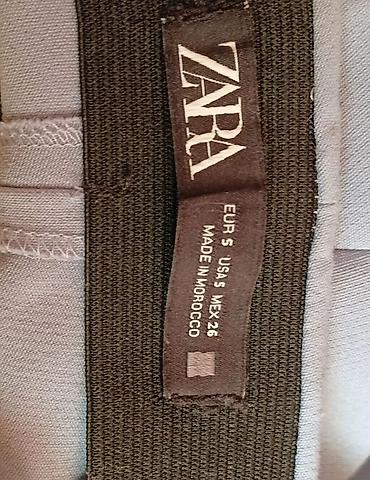 ZARA
EUR S USA S MEX 26
MADE IN MOROCCO